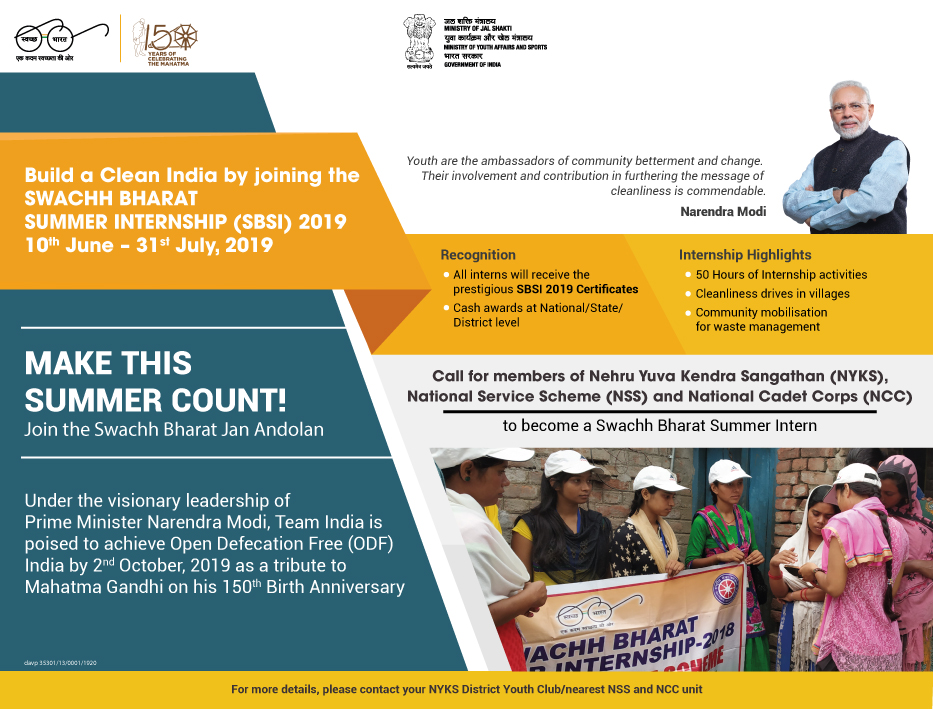 स्वच्छ भारत
एक कदम स्वच्छता की ओर
150
YEARS OF
CELEBRATING
THE MAHATMA
सत्यमेव जयते
जल शक्ति मंत्रालय
MINISTRY OF JAL SHAKTI
युवा कार्यक्रम और खेल मंत्रालय
MINISTRY OF YOUTH AFFAIRS AND SPORTS
भारत सरकार
GOVERNMENT OF INDIA
Build a Clean India by joining the
SWACHH BHARAT
SUMMER INTERNSHIP (SBSI) 2019
10th June – 31st July, 2019
Youth are the ambassadors of community betterment and change.
Their involvement and contribution in furthering the message of
cleanliness is commendable.
Narendra Modi
Recognition
• All interns will receive the
prestigious SBSI 2019 Certificates
• Cash awards at National/State/
District level
Internship Highlights
• 50 Hours of Internship activities
• Cleanliness drives in villages
• Community mobilisation
for waste management
MAKE THIS
SUMMER COUNT!
Join the Swachh Bharat Jan Andolan
Call for members of Nehru Yuva Kendra Sangathan (NYKS),
National Service Scheme (NSS) and National Cadet Corps (NCC)
to become a Swachh Bharat Summer Intern
Under the visionary leadership of
Prime Minister Narendra Modi, Team India is
poised to achieve Open Defecation Free (ODF)
India by 2nd October, 2019 as a tribute to
Mahatma Gandhi on his 150th Birth Anniversary
स्वच्छ भारत
एक कदम स्वच्छता की ओर
WACHH BHARAT
INTERNSHIP-2018
davp 35301/13/0001/1920
For more details, please contact your NYKS District Youth Club/nearest NSS and NCC unit